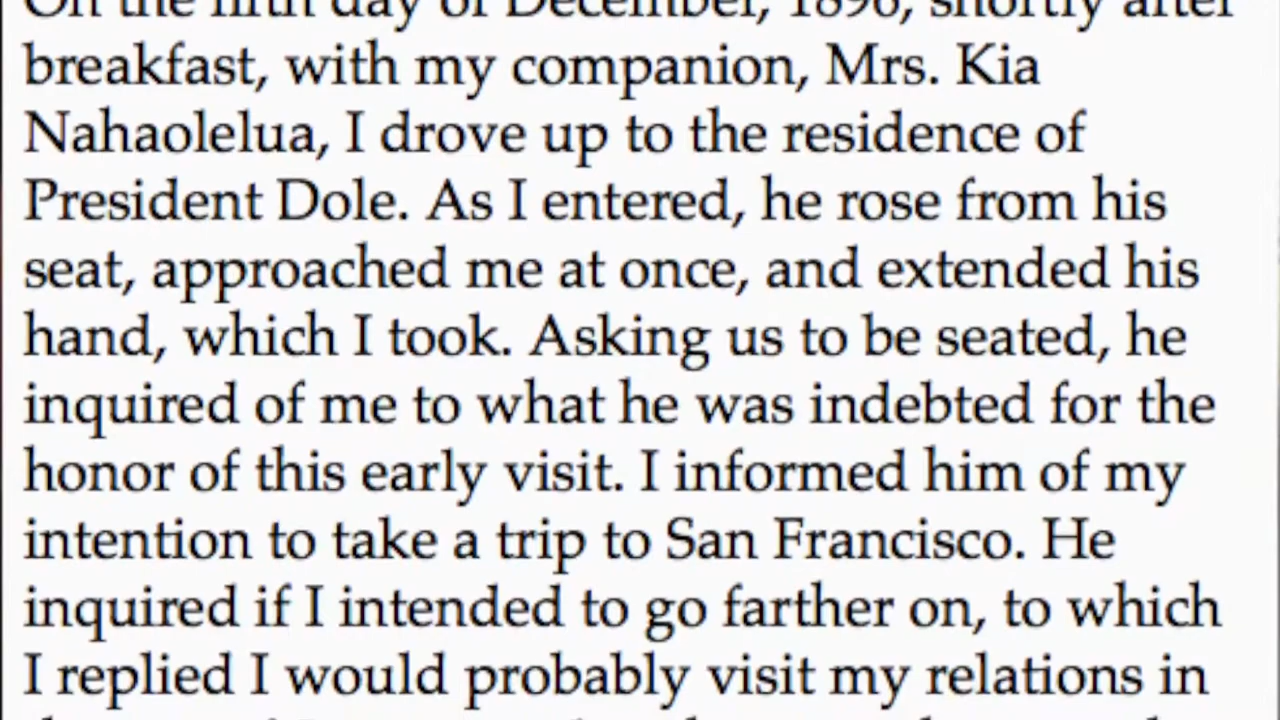 On the fifth day of December, 1896, shortly after
breakfast, with my companion, Mrs. Kia
Nahaolelua, I drove up to the residence of
President Dole. As I entered, he rose from his
seat, approached me at once, and extended his
hand, which I took. Asking us to be seated, he
inquired of me to what he was indebted for the
honor of this early visit. I informed him of my
intention to take a trip to San Francisco. He
inquired if I intended to go farther on, to which
I replied I would probably visit my relations in